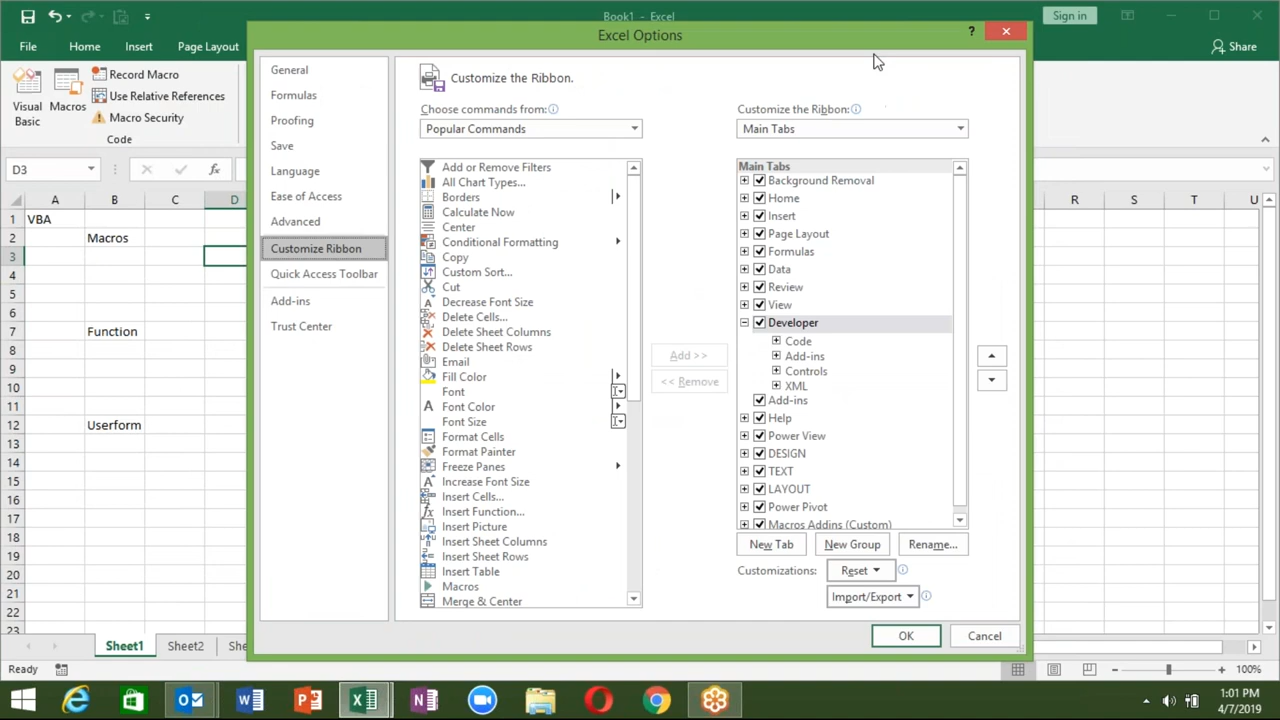 Book1 - Excel
Sign in
File
Home
Insert
Page Layout
Share
Visual Basic
Macros
Record Macro
Use Relative References
Macro Security
Code
D3
fx
A B C D R S T U
1 VBA
2 Macros
3
4
5
6
7 Function
8
9
10
11
12 Userform
13
14
15
16
17
18
19
20
21
22
23
Sheet1
Sheet2
Ready
100%
Excel Options
?
General
Formulas
Proofing
Save
Language
Ease of Access
Advanced
Customize Ribbon
Quick Access Toolbar
Add-ins
Trust Center
Customize the Ribbon.
Choose commands from:
Popular Commands
Add or Remove Filters
All Chart Types...
Borders
Calculate Now
Center
Conditional Formatting
Copy
Custom Sort...
Cut
Decrease Font Size
Delete Cells...
Delete Sheet Columns
Delete Sheet Rows
Email
Fill Color
Font
Font Color
Font Size
Format Cells
Format Painter
Freeze Panes
Increase Font Size
Insert Cells...
Insert Function...
Insert Picture
Insert Sheet Columns
Insert Sheet Rows
Insert Table
Macros
Merge & Center
Add >>
<< Remove
Customize the Ribbon:
Main Tabs
Main Tabs
Background Removal
Home
Insert
Page Layout
Formulas
Data
Review
View
Developer
Code
Add-ins
Controls
XML
Add-ins
Help
Power View
DESIGN
TEXT
LAYOUT
Power Pivot
Macros Addins (Custom)
New Tab
New Group
Rename...
Customizations:
Reset
Import/Export
OK
Cancel
1:01 PM
4/7/2019